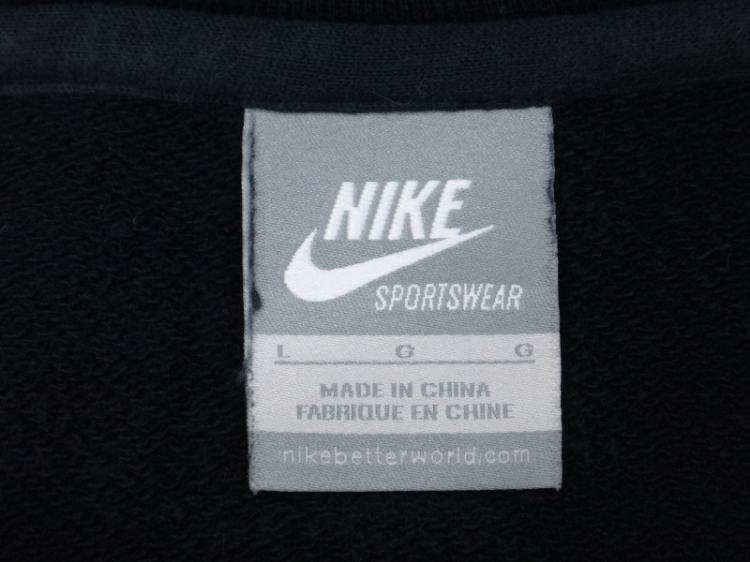 NIKE
SPORTSWEAR
L G G
MADE IN CHINA
FABRIQUE EN CHINE
nikebetterworld.com